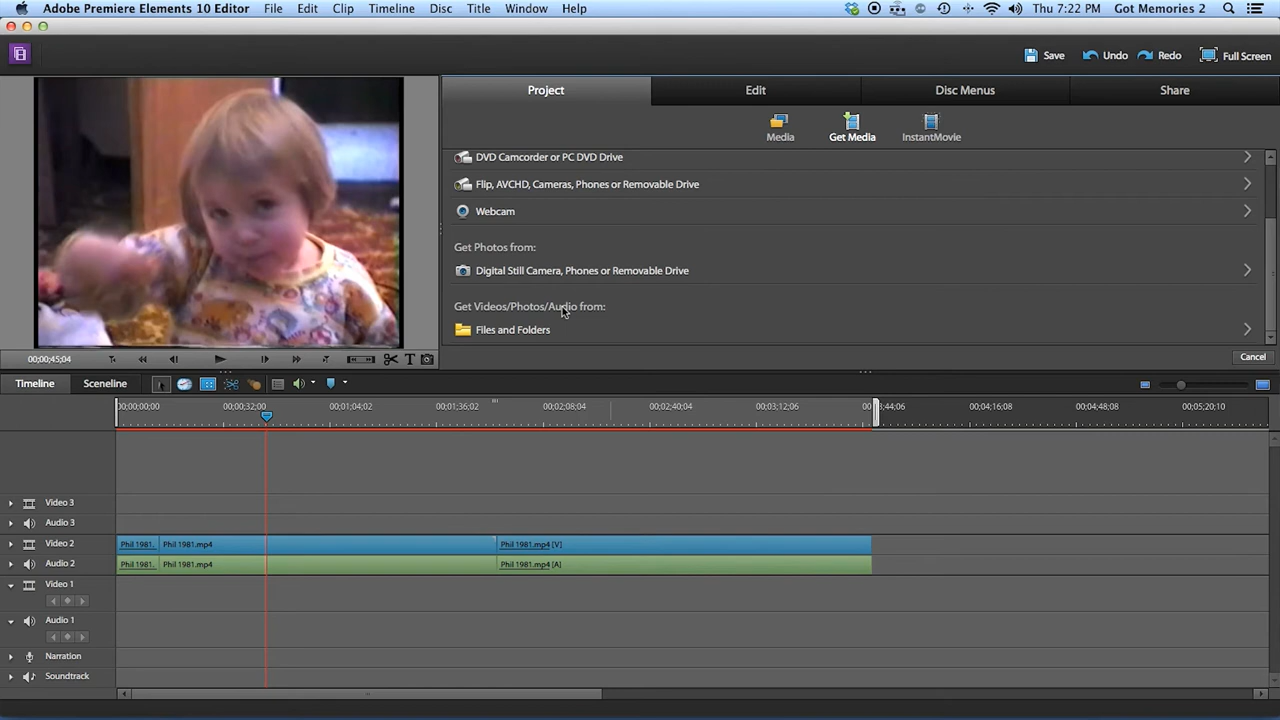 Adobe Premiere Elements 10 Editor File Edit Clip Timeline Disc Title Window Help Thu 7:22 PM Got Memories 2
Save Undo Redo Full Screen
Project Edit Disc Menus Share
Media Get Media InstantMovie
DVD Camcorder or PC DVD Drive
Flip, AVCHD, Cameras, Phones or Removable Drive
Webcam
Get Photos from:
Digital Still Camera, Phones or Removable Drive
Get Videos/Photos/Audio from:
Files and Folders
00;00;45;04
Cancel
Timeline Sceneline
00;00;00;00 00;00;32;00 00;01;04;02 00;01;36;02 00;02;08;04 00;02;40;04 00;03;12;06 44;06 00;04;16;08 00;04;48;08 00;05;20;10
Video 3
Audio 3
Video 2 Phil 1981. Phil 1981.mp4 Phil 1981.mp4 [V]
Audio 2 Phil 1981. Phil 1981.mp4 Phil 1981.mp4 [A]
Video 1
Audio 1
Narration
Soundtrack